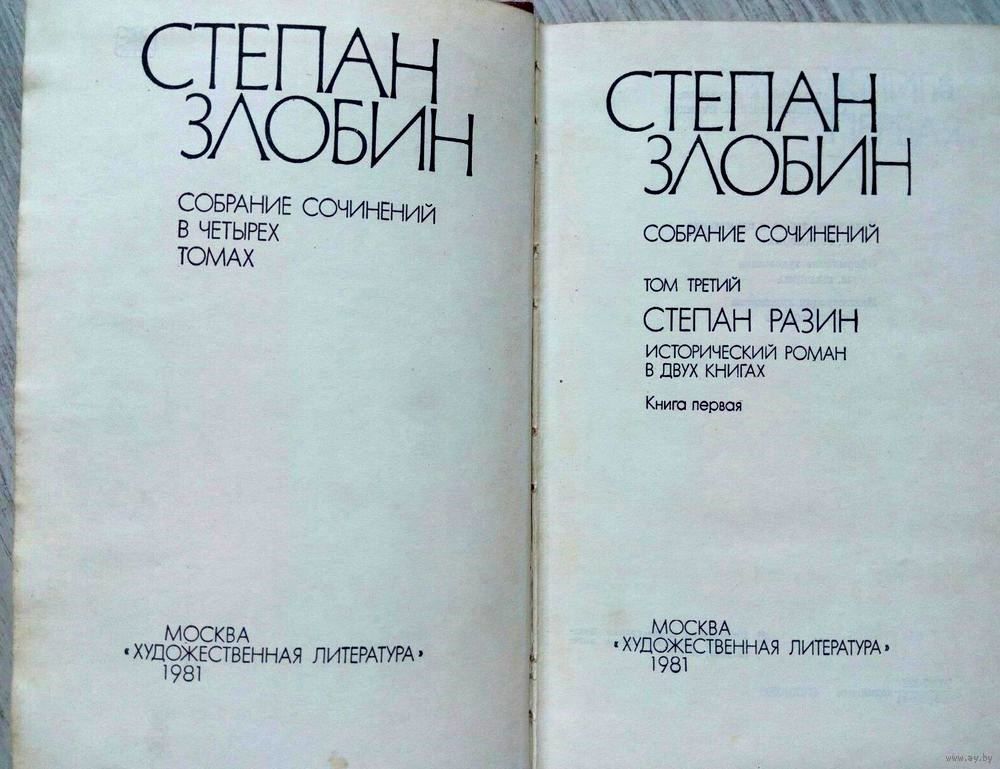 СТЕПАН
ЗЛОБИН
СОБРАНИЕ СОЧИНЕНИЙ
В ЧЕТЫРЕХ
ТОМАХ
МОСКВА
«ХУДОЖЕСТВЕННАЯ ЛИТЕРАТУРА»
1981
СТЕПАН
ЗЛОБИН
СОБРАНИЕ СОЧИНЕНИЙ
ТОМ ТРЕТИЙ
СТЕПАН РАЗИН
ИСТОРИЧЕСКИЙ РОМАН
В ДВУХ КНИГАХ
Книга первая
МОСКВА
«ХУДОЖЕСТВЕННАЯ ЛИТЕРАТУРА»
1981
www.ay.by